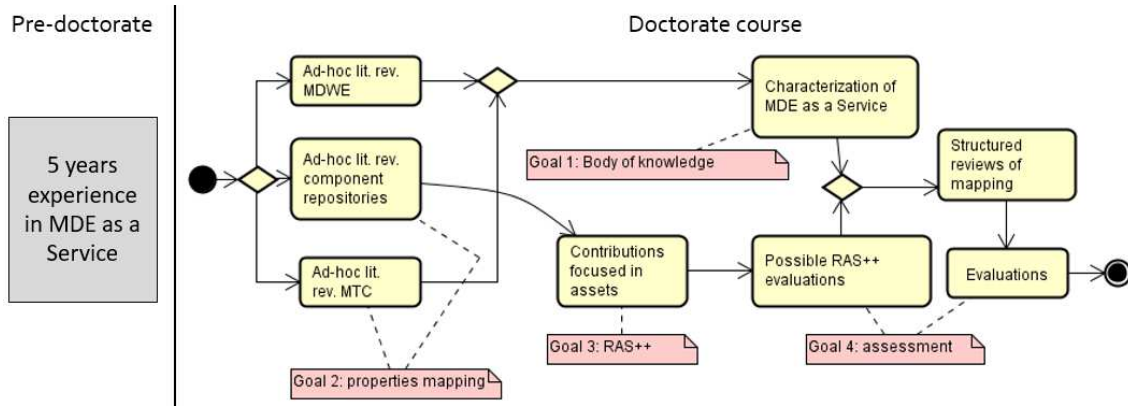 Pre-doctorate
Doctorate course
5 years
experience
in MDE as a
Service
Ad-hoc lit. rev.
MDWE
Ad-hoc lit. rev.
component
repositories
Ad-hoc lit.
rev. MTC
Goal 2: properties mapping
Contributions
focused in
assets
Goal 3: RAS++
Characterization of
MDE as a Service
Goal 1: Body of knowledge
Possible RAS++
evaluations
Structured
reviews of
mapping
Evaluations
Goal 4: assessment